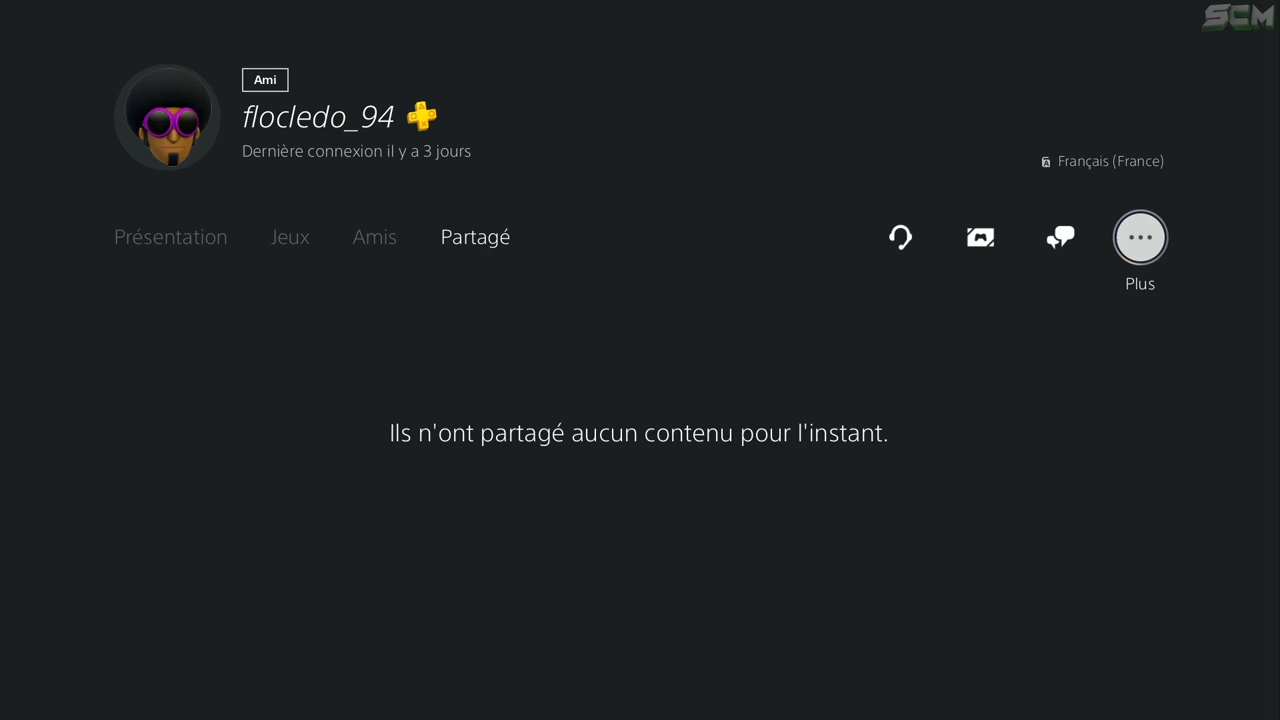 SCM
Ami
flocledo_94
Dernière connexion il y a 3 jours
Français (France)
Présentation
Jeux
Amis
Partagé
Plus
Ils n'ont partagé aucun contenu pour l'instant.